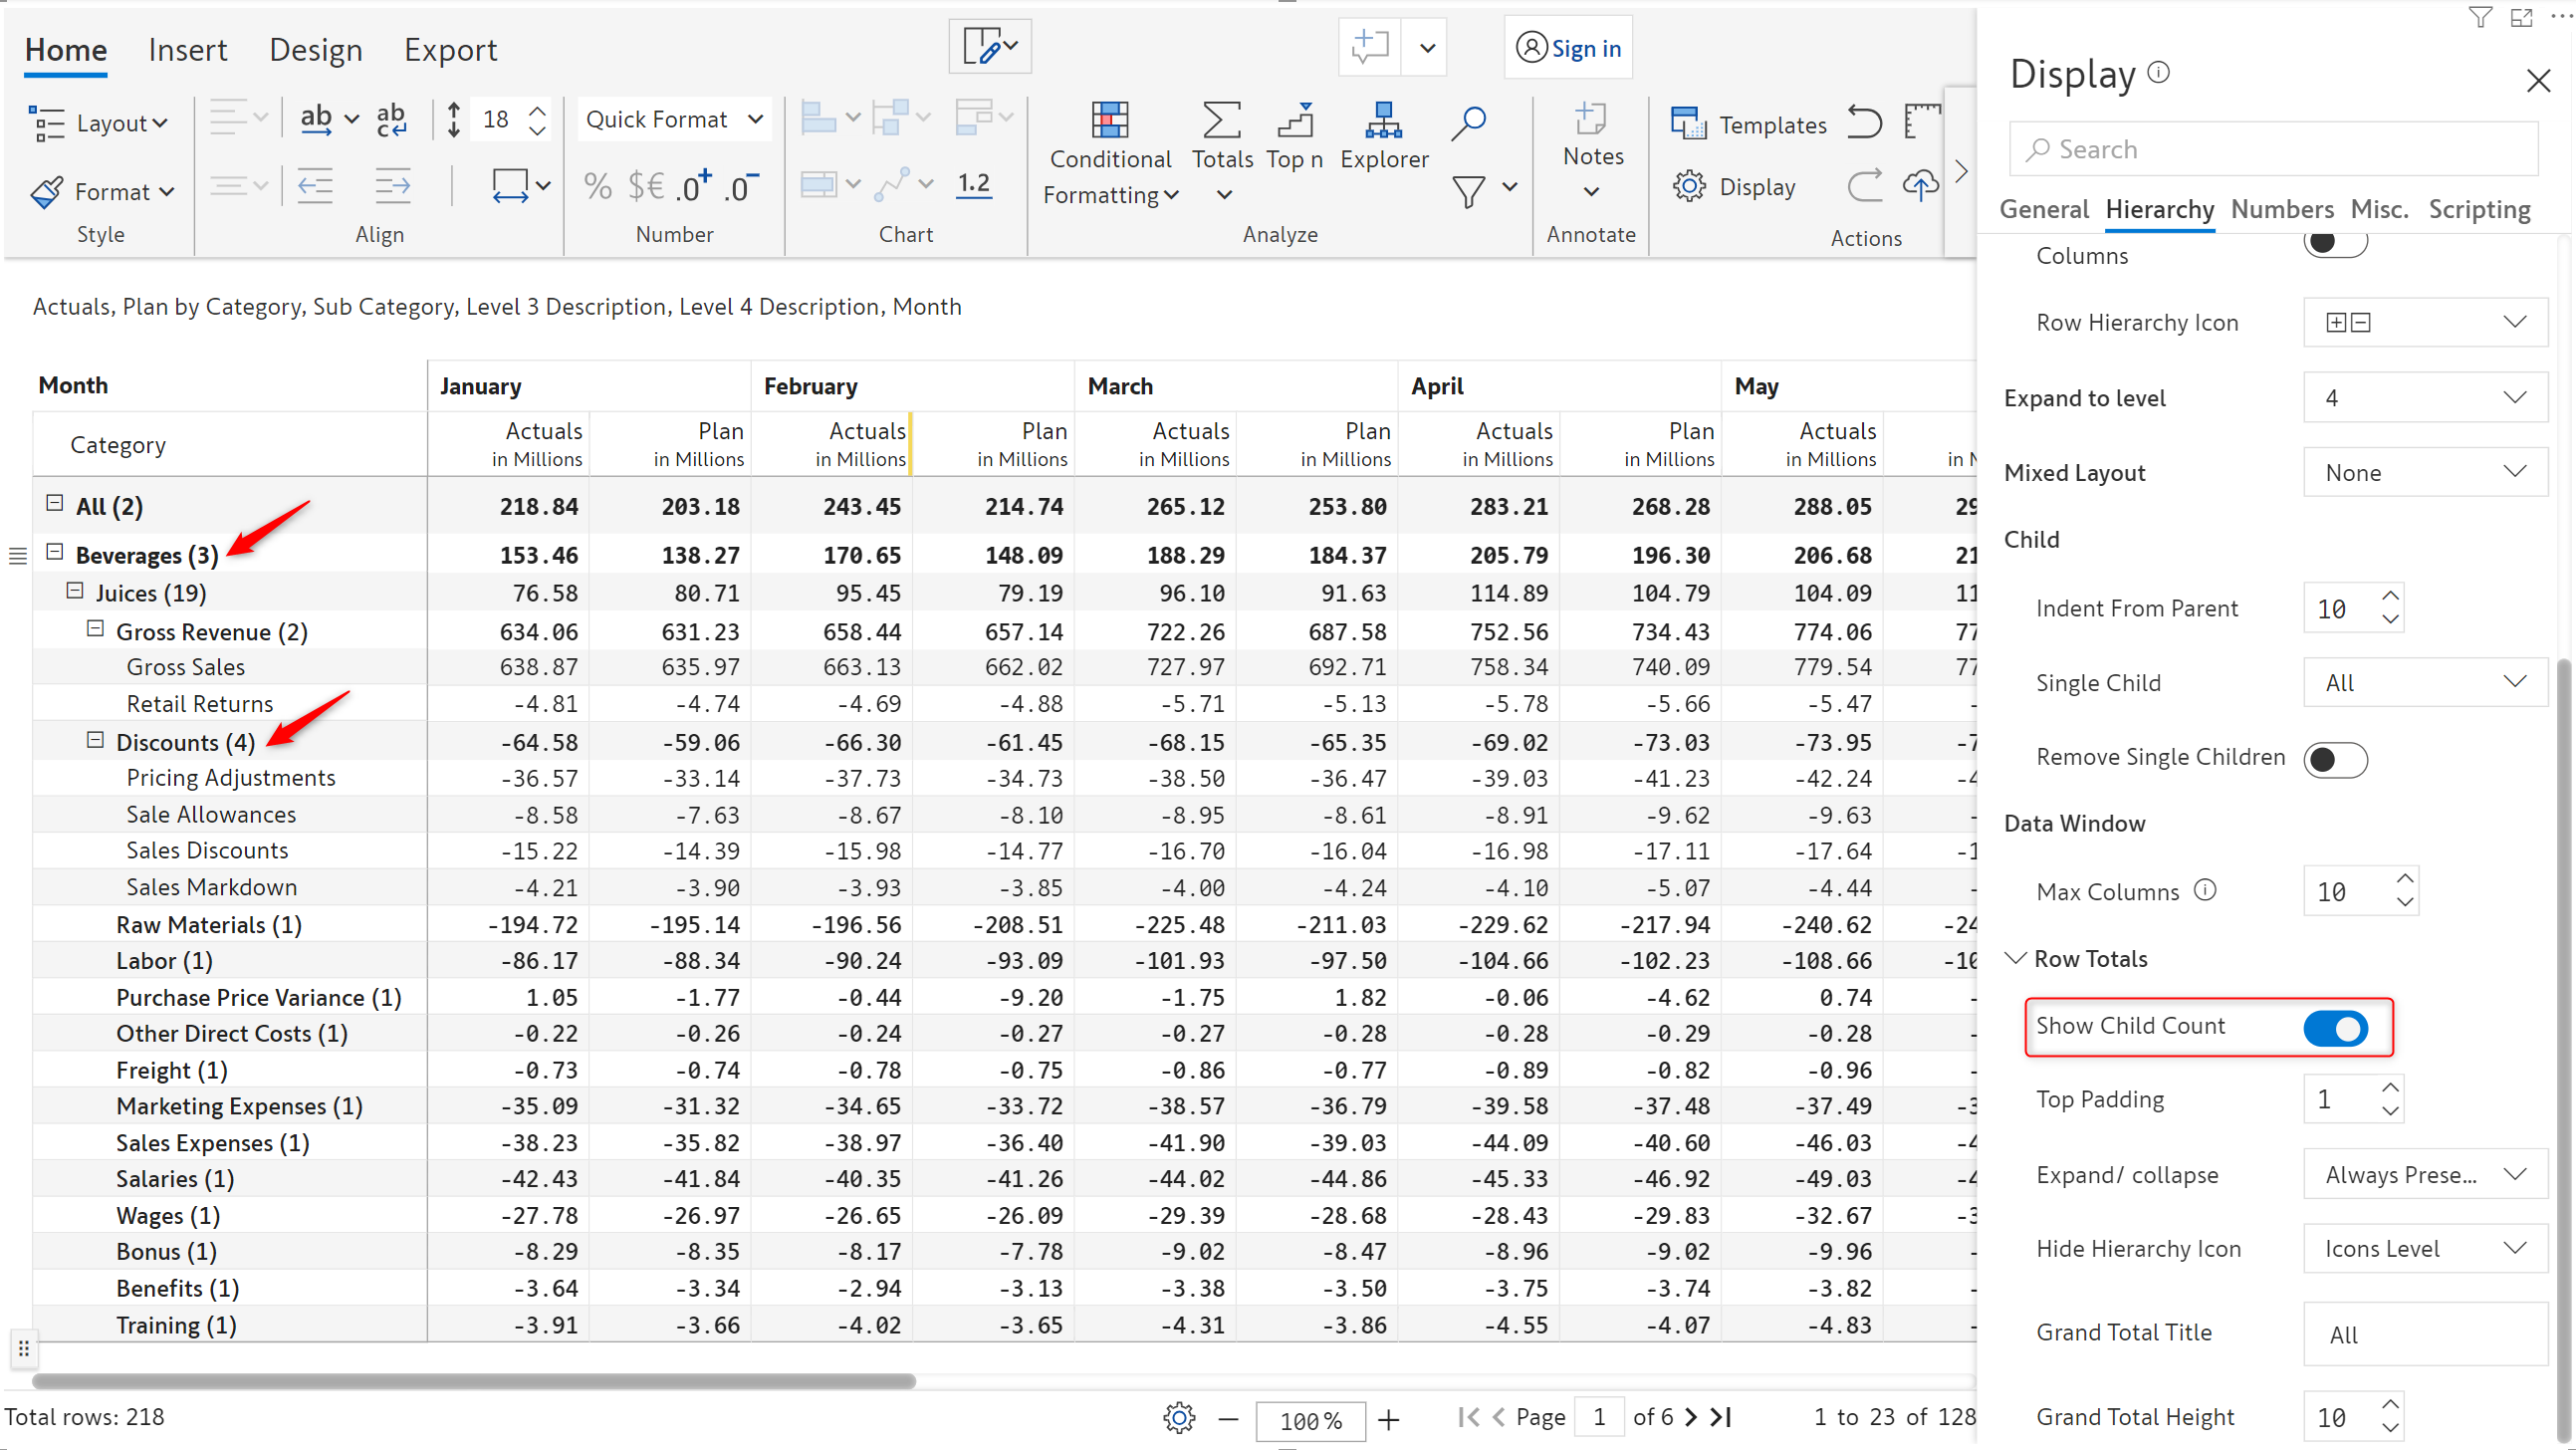 Home Insert Design Export Sign in
Layout ab ab c 18 Quick Format Conditional Formatting Totals Top n Explorer Notes Templates
Format % $€ .0+ .0- 1.2 Display
Style Align Number Chart Analyze Annotate Actions
Actuals, Plan by Category, Sub Category, Level 3 Description, Level 4 Description, Month
Month January February March April May
Category Actuals Plan Actuals Plan Actuals Plan Actuals Plan Actuals
in Millions in Millions in Millions in Millions in Millions in Millions in Millions in Millions in Millions in M
All (2) 218.84 203.18 243.45 214.74 265.12 253.80 283.21 268.28 288.05 29
Beverages (3) 153.46 138.27 170.65 148.09 188.29 184.37 205.79 196.30 206.68 21
Juices (19) 76.58 80.71 95.45 79.19 96.10 91.63 114.89 104.79 104.09 11
Gross Revenue (2) 634.06 631.23 658.44 657.14 722.26 687.58 752.56 734.43 774.06 77
Gross Sales 638.87 635.97 663.13 662.02 727.97 692.71 758.34 740.09 779.54 77
Retail Returns -4.81 -4.74 -4.69 -4.88 -5.71 -5.13 -5.78 -5.66 -5.47 -
Discounts (4) -64.58 -59.06 -66.30 -61.45 -68.15 -65.35 -69.02 -73.03 -73.95 -7
Pricing Adjustments -36.57 -33.14 -37.73 -34.73 -38.50 -36.47 -39.03 -41.23 -42.24 -4
Sale Allowances -8.58 -7.63 -8.67 -8.10 -8.95 -8.61 -8.91 -9.62 -9.63 -
Sales Discounts -15.22 -14.39 -15.98 -14.77 -16.70 -16.04 -16.98 -17.11 -17.64 -1
Sales Markdown -4.21 -3.90 -3.93 -3.85 -4.00 -4.24 -4.10 -5.07 -4.44 -
Raw Materials (1) -194.72 -195.14 -196.56 -208.51 -225.48 -211.03 -229.62 -217.94 -240.62 -24
Labor (1) -86.17 -88.34 -90.24 -93.09 -101.93 -97.50 -104.66 -102.23 -108.66 -10
Purchase Price Variance (1) 1.05 -1.77 -0.44 -9.20 -1.75 1.82 -0.06 -4.62 0.74 -
Other Direct Costs (1) -0.22 -0.26 -0.24 -0.27 -0.27 -0.28 -0.28 -0.29 -0.28 -
Freight (1) -0.73 -0.74 -0.78 -0.75 -0.86 -0.77 -0.89 -0.82 -0.96 -
Marketing Expenses (1) -35.09 -31.32 -34.65 -33.72 -38.57 -36.79 -39.58 -37.48 -37.49 -3
Sales Expenses (1) -38.23 -35.82 -38.97 -36.40 -41.90 -39.03 -44.09 -40.60 -46.03 -4
Salaries (1) -42.43 -41.84 -40.35 -41.26 -44.02 -44.86 -45.33 -46.92 -49.03 -4
Wages (1) -27.78 -26.97 -26.65 -26.09 -29.39 -28.68 -28.43 -29.83 -32.67 -3
Bonus (1) -8.29 -8.35 -8.17 -7.78 -9.02 -8.47 -8.96 -9.02 -9.96 -
Benefits (1) -3.64 -3.34 -2.94 -3.13 -3.38 -3.50 -3.75 -3.74 -3.82 -
Training (1) -3.91 -3.66 -4.02 -3.65 -4.31 -3.86 -4.55 -4.07 -4.83 -
Total rows: 218 100% Page 1 of 6 1 to 23 of 128
Display
Search
General Hierarchy Numbers Misc. Scripting
Columns
Row Hierarchy Icon
Expand to level 4
Mixed Layout None
Child
Indent From Parent 10
Single Child All
Remove Single Children
Data Window
Max Columns 10
Row Totals
Show Child Count
Top Padding 1
Expand/ collapse Always Prese...
Hide Hierarchy Icon Icons Level
Grand Total Title All
Grand Total Height 10